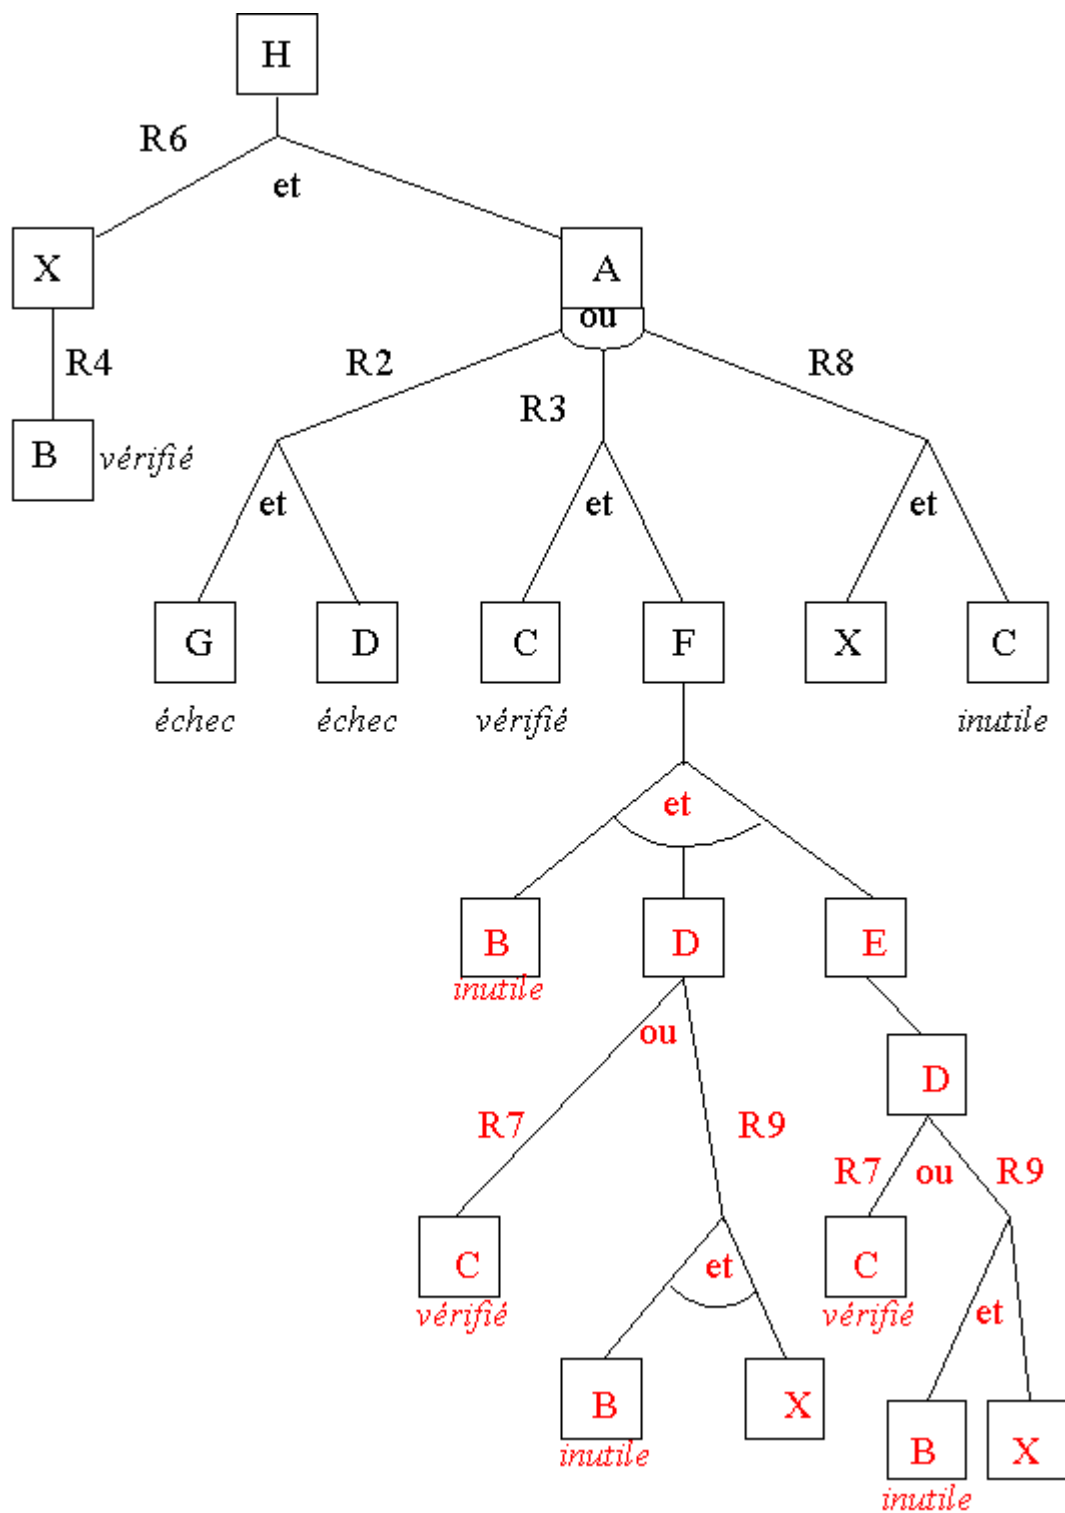 H
R6
et
X
A
ou
R4
R2
R3
R8
B vérifié
et
et
et
G
D
C
F
X
C
échec
échec
vérifié
inutile
et
B
D
E
inutile
ou
D
R7
R9
R7
ou
R9
C
et
C
vérifié
vérifié
et
B
X
inutile
B
X
inutile